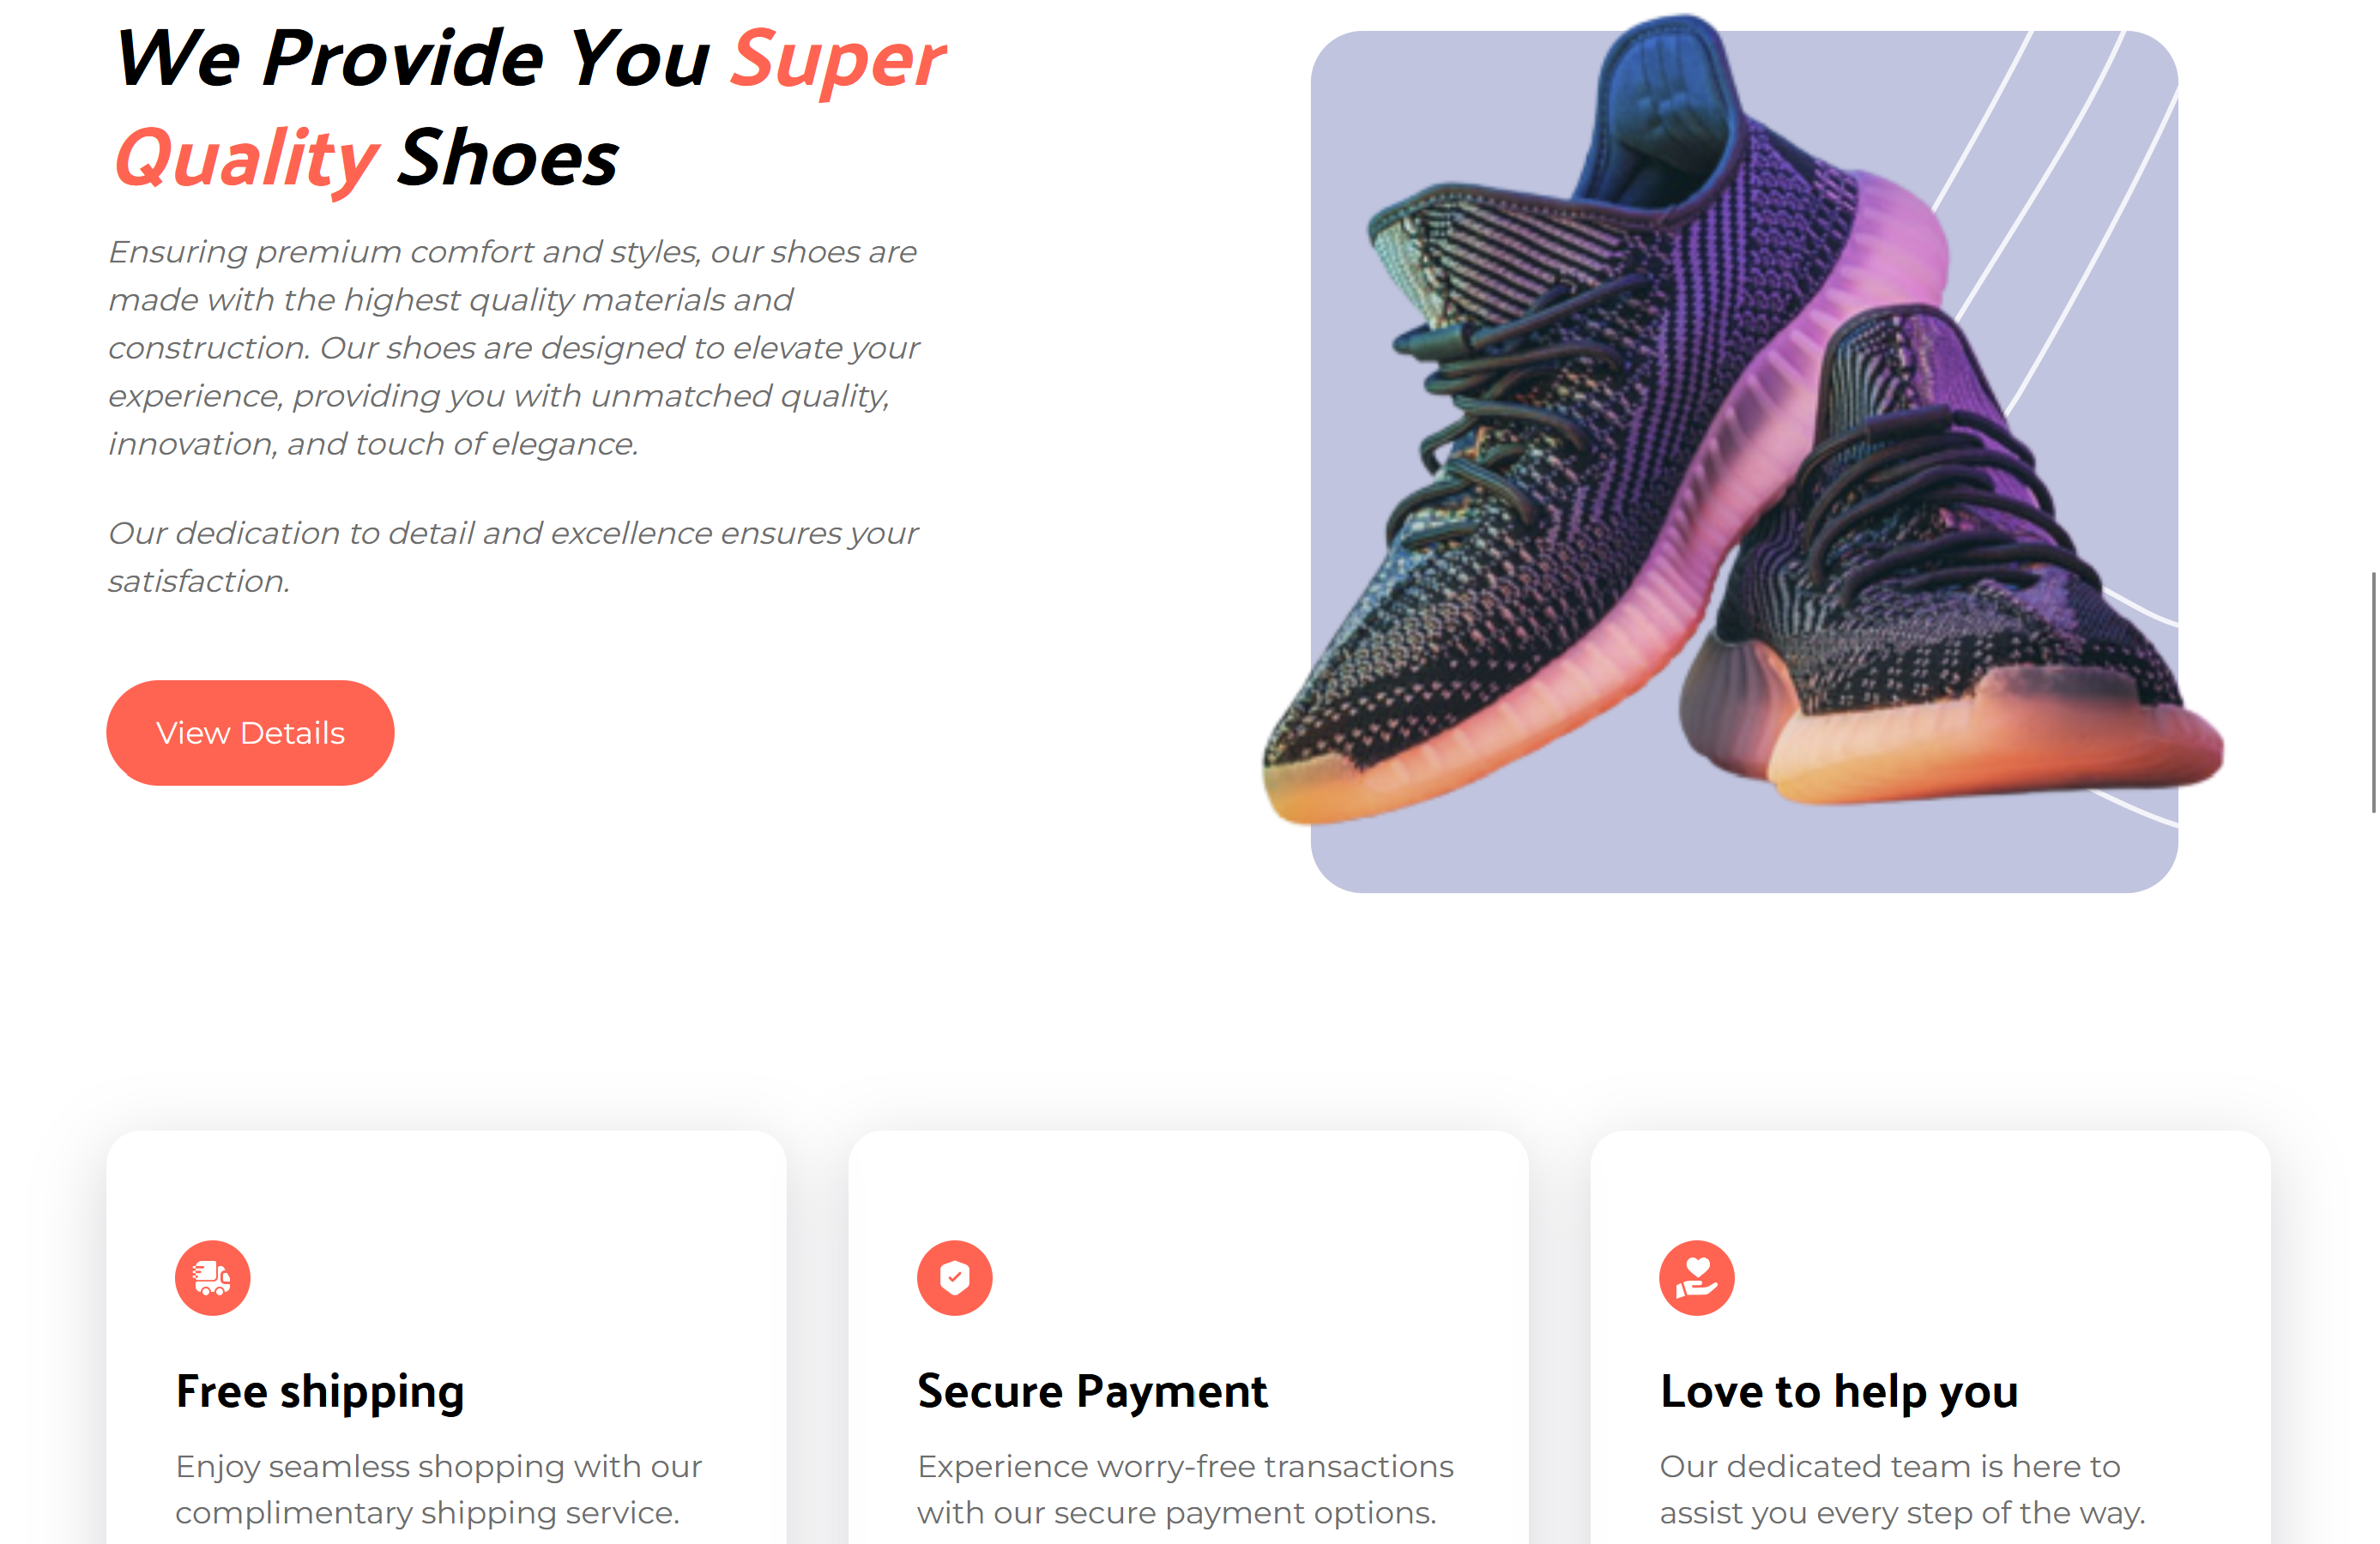 We Provide You Super
Quality Shoes
Ensuring premium comfort and styles, our shoes are
made with the highest quality materials and
construction. Our shoes are designed to elevate your
experience, providing you with unmatched quality,
innovation, and touch of elegance.
Our dedication to detail and excellence ensures your
satisfaction.
View Details
Free shipping
Enjoy seamless shopping with our
complimentary shipping service.
Secure Payment
Experience worry-free transactions
with our secure payment options.
Love to help you
Our dedicated team is here to
assist you every step of the way.